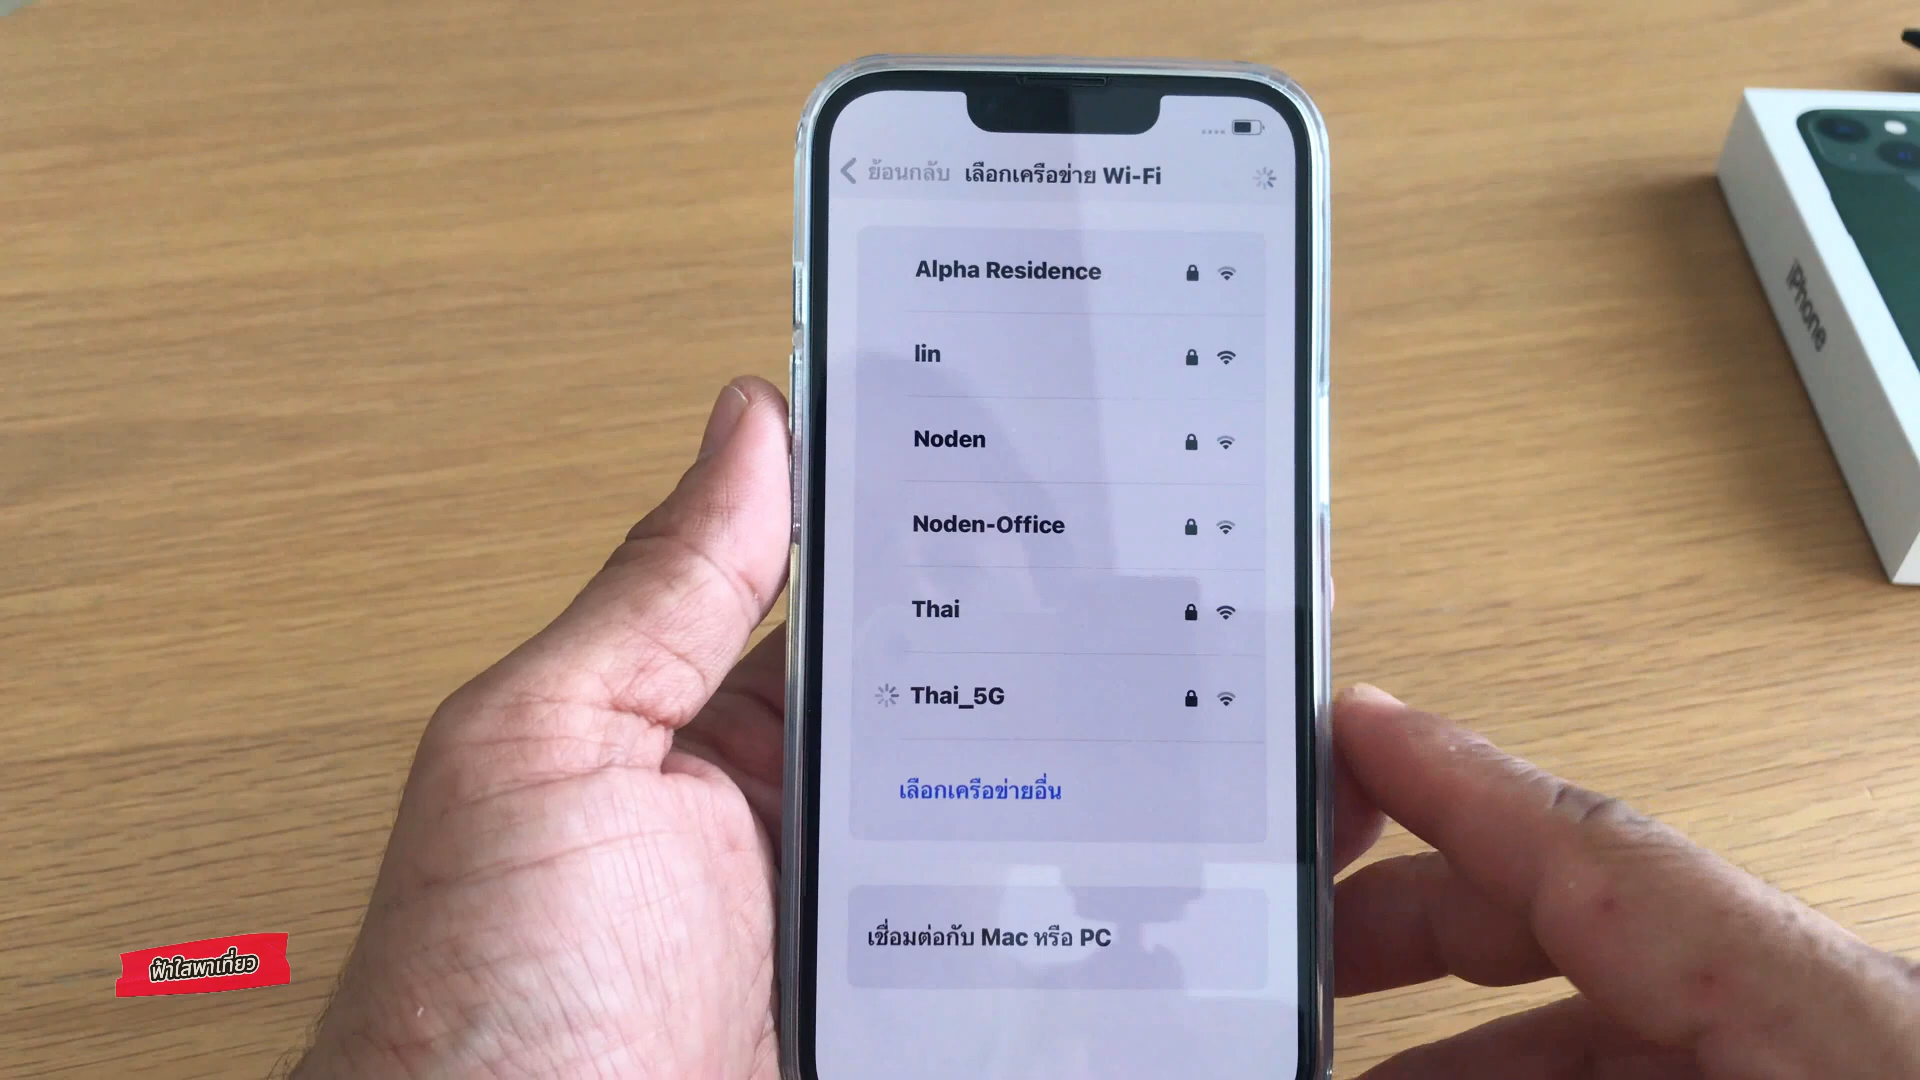 ย้อนกลับ เลือกเครือข่าย Wi-Fi
Alpha Residence
lin
Noden
Noden-Office
Thai
Thai_5G
เลือกเครือข่ายอื่น
เชื่อมต่อกับ Mac หรือ PC
iPhone
ฟ้าใสพาเที่ยว